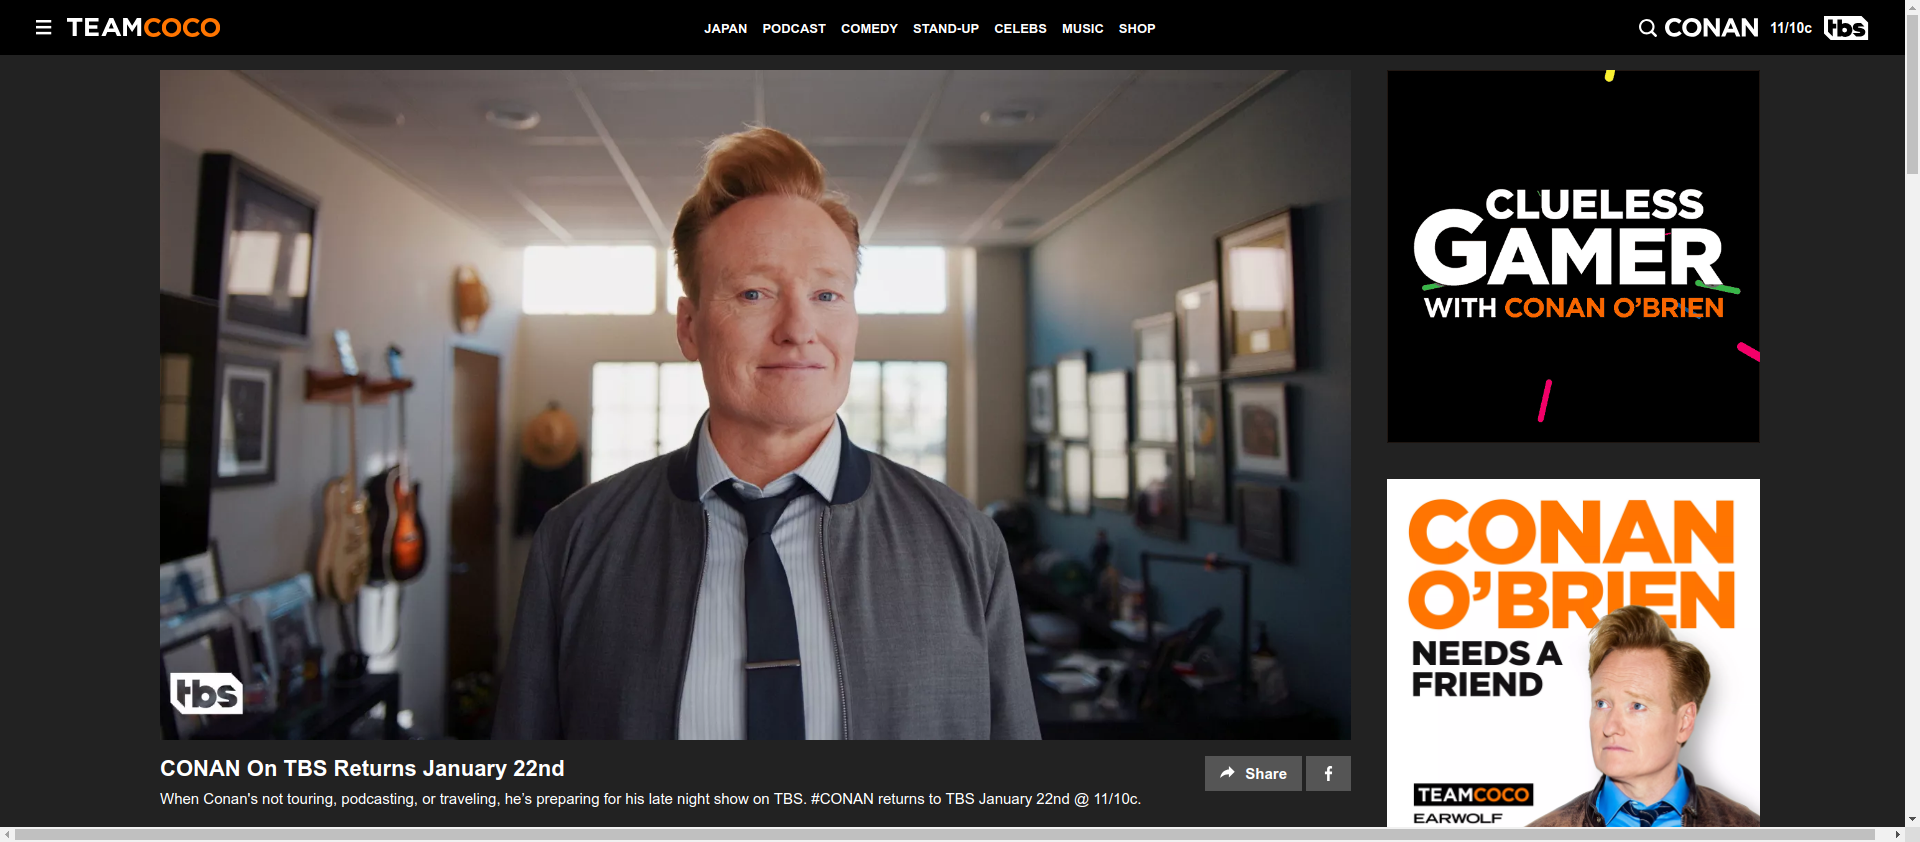 TEAMCOCO
JAPAN PODCAST COMEDY STAND-UP CELEBS MUSIC SHOP
CONAN 11/10c tbs
tbs
CONAN On TBS Returns January 22nd
When Conan's not touring, podcasting, or traveling, he’s preparing for his late night show on TBS. #CONAN returns to TBS January 22nd @ 11/10c.
Share
f
CLUELESS
GAMER
WITH CONAN O’BRIEN
CONAN
O’BRIEN
NEEDS A
FRIEND
TEAMCOCO
EARWOLF